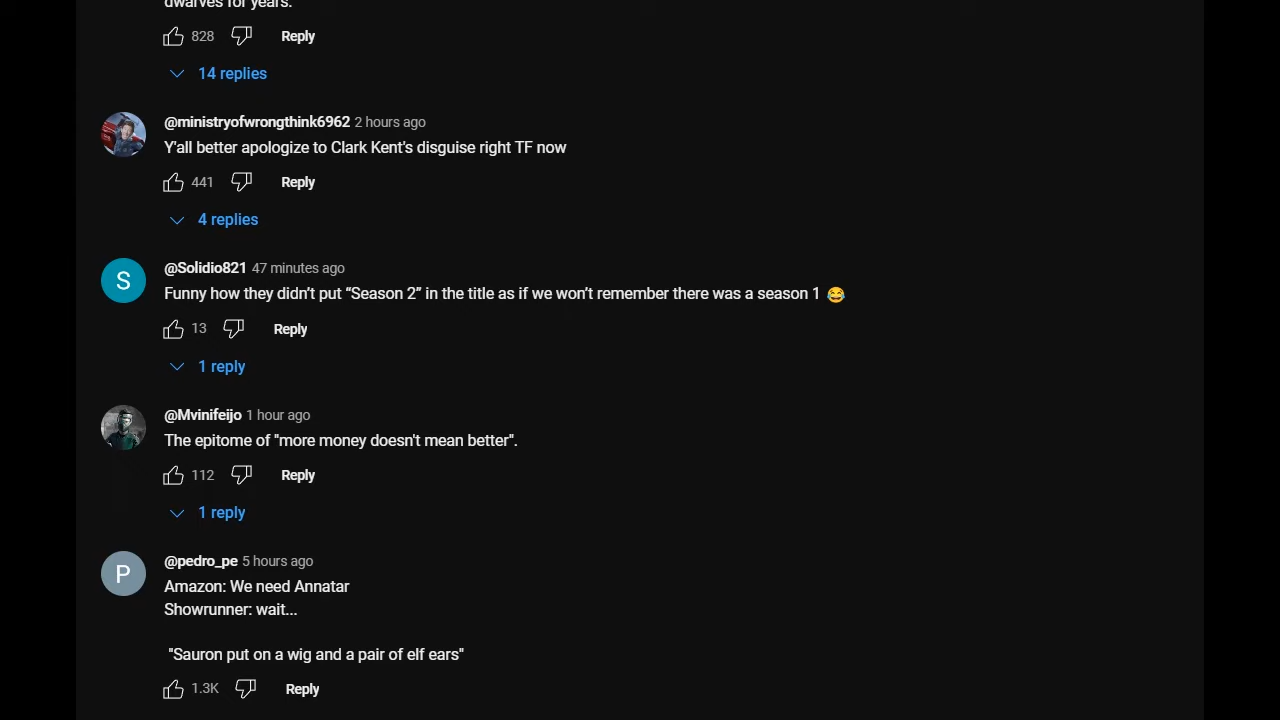 dwarves for years.
828 Reply
14 replies
@ministryofwrongthink6962 2 hours ago
Y'all better apologize to Clark Kent's disguise right TF now
441 Reply
4 replies
S
@Solidio821 47 minutes ago
Funny how they didn’t put “Season 2” in the title as if we won’t remember there was a season 1 😂
13 Reply
1 reply
@Mvinifeijo 1 hour ago
The epitome of "more money doesn't mean better".
112 Reply
1 reply
P
@pedro_pe 5 hours ago
Amazon: We need Annatar
Showrunner: wait...
"Sauron put on a wig and a pair of elf ears"
1.3K Reply